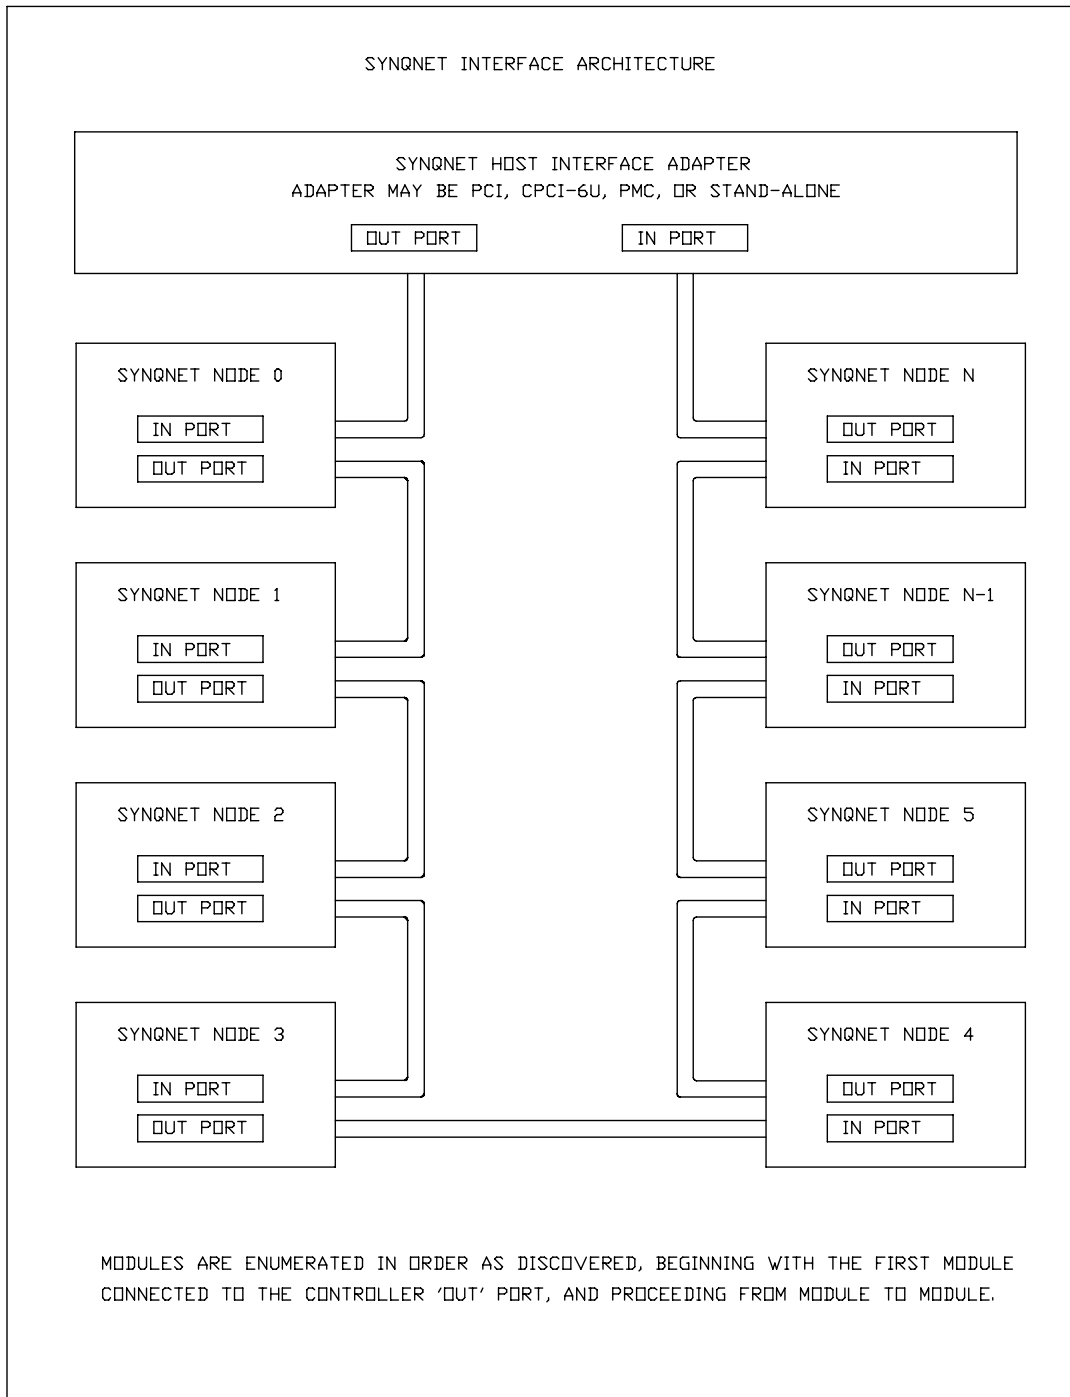 SYNQNET INTERFACE ARCHITECTURE
SYNQNET HOST INTERFACE ADAPTER
ADAPTER MAY BE PCI, CPCI-6U, PMC, OR STAND-ALONE
OUT PORT
IN PORT
SYNQNET NODE 0
IN PORT
OUT PORT
SYNQNET NODE N
OUT PORT
IN PORT
SYNQNET NODE 1
IN PORT
OUT PORT
SYNQNET NODE N-1
OUT PORT
IN PORT
SYNQNET NODE 2
IN PORT
OUT PORT
SYNQNET NODE 5
OUT PORT
IN PORT
SYNQNET NODE 3
IN PORT
OUT PORT
SYNQNET NODE 4
OUT PORT
IN PORT
MODULES ARE ENUMERATED IN ORDER AS DISCOVERED, BEGINNING WITH THE FIRST MODULE
CONNECTED TO THE CONTROLLER 'OUT' PORT, AND PROCEEDING FROM MODULE TO MODULE.